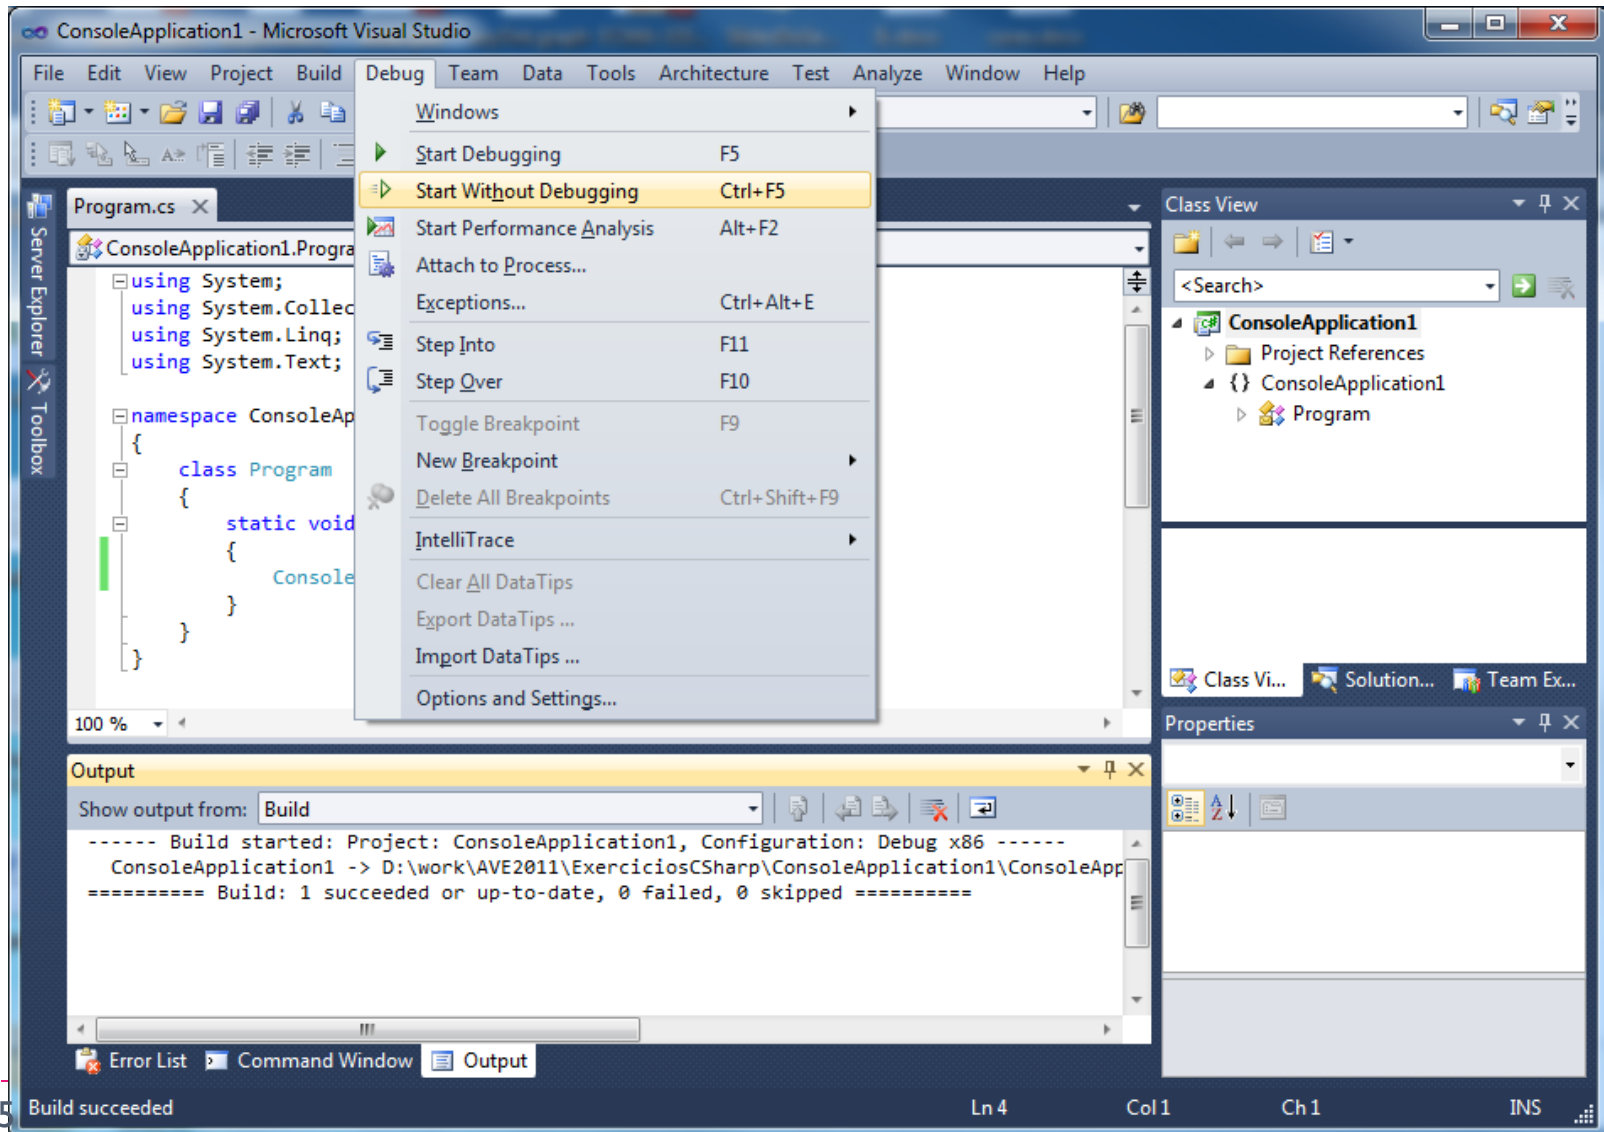 ConsoleApplication1 - Microsoft Visual Studio
File Edit View Project Build Debug Team Data Tools Architecture Test Analyze Window Help
Windows
Start Debugging F5
Start Without Debugging Ctrl+F5
Start Performance Analysis Alt+F2
Attach to Process...
Exceptions... Ctrl+Alt+E
Step Into F11
Step Over F10
Toggle Breakpoint F9
New Breakpoint
Delete All Breakpoints Ctrl+Shift+F9
IntelliTrace
Clear All DataTips
Export DataTips ...
Import DataTips ...
Options and Settings...
Server Explorer
Toolbox
Program.cs
ConsoleApplication1.Progra
using System;
using System.Collec
using System.Linq;
using System.Text;
namespace ConsoleAp
{
class Program
{
static void
{
Console
}
}
}
100 %
Class View
<Search>
ConsoleApplication1
Project References
{} ConsoleApplication1
Program
Class Vi... Solution... Team Ex...
Properties
Output
Show output from: Build
------ Build started: Project: ConsoleApplication1, Configuration: Debug x86 ------
ConsoleApplication1 -> D:\work\AVE2011\ExerciciosCSharp\ConsoleApplication1\ConsoleApp
========== Build: 1 succeeded or up-to-date, 0 failed, 0 skipped ==========
Error List Command Window Output
5
Build succeeded Ln 4 Col 1 Ch 1 INS